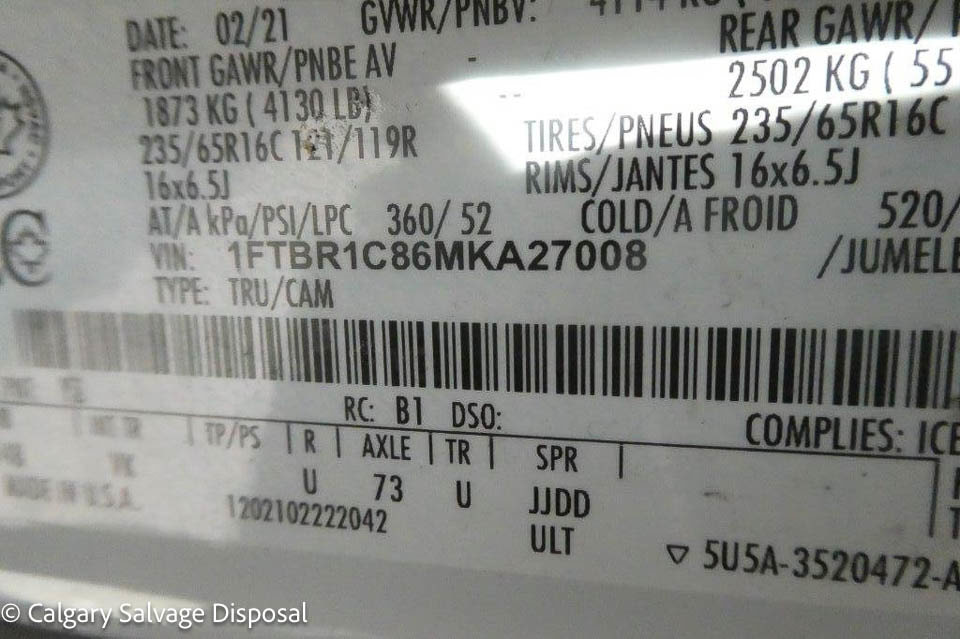 DATE: 02/21 GVWR/PNBV:
FRONT GAWR/PNBE AV - REAR GAWR/
1873 KG ( 4130 LB) 2502 KG ( 55
235/65R16C 121/119R TIRES/PNEUS 235/65R16C
16x6.5J RIMS/JANTES 16x6.5J
AT/A kPa/PSI/LPC 360/ 52 COLD/A FROID 520/
VIN: 1FTBR1C86MKA27008 /JUMELE
TYPE: TRU/CAM
RC: B1 DSO: COMPLIES: ICE
INT TR | TP/PS | R | AXLE | TR | SPR |
YK U 73 U JJDD
MADE IN U.S.A. 1202102222042
ULT
5U5A-3520472-A
© Calgary Salvage Disposal